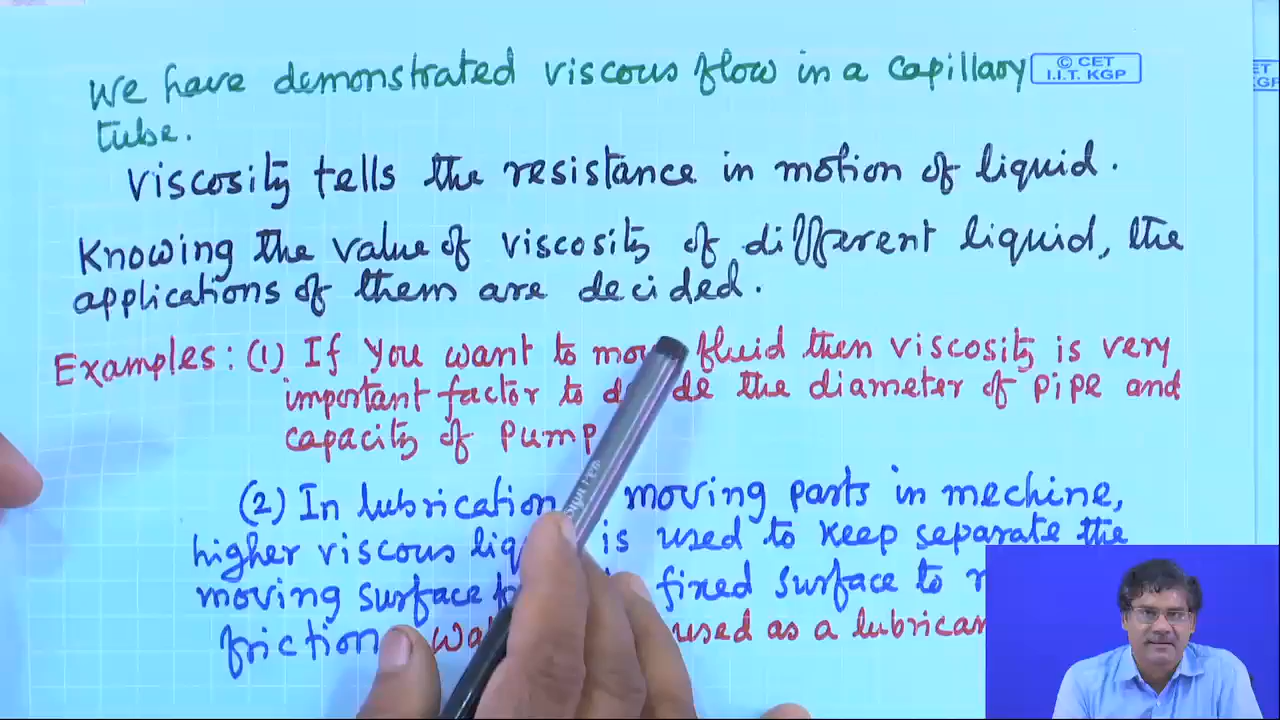 We have demonstrated viscous flow in a capillary
© CET
I.I.T. KGP
tube.
Viscosity tells the resistance in motion of liquid.
Knowing the value of viscosity of different liquid, the
applications of them are decided.
Examples: (1) If you want to fluid then viscosity is very
important factor to the diameter of pipe and
capacity of pump
(2) In lubrication moving parts in mechine,
higher viscous is used to keep separate the
moving surface fixed surface to
friction used as a